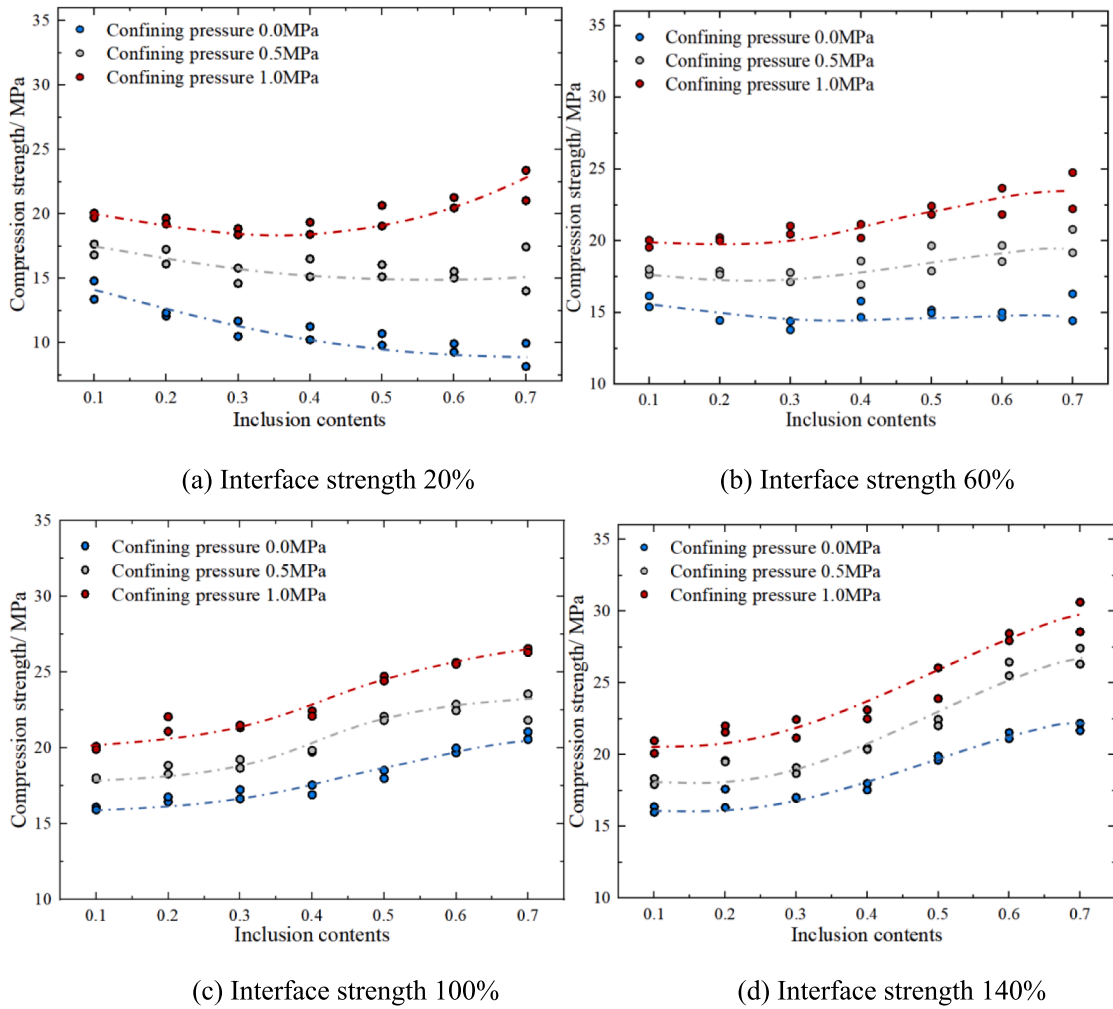 Confining pressure 0.0MPa
Confining pressure 0.5MPa
Confining pressure 1.0MPa
Compression strength/ MPa
35
30
25
20
15
10
0.1 0.2 0.3 0.4 0.5 0.6 0.7
Inclusion contents
(a) Interface strength 20%
Confining pressure 0.0MPa
Confining pressure 0.5MPa
Confining pressure 1.0MPa
Compression strength/ MPa
35
30
25
20
15
10
0.1 0.2 0.3 0.4 0.5 0.6 0.7
Inclusion contents
(b) Interface strength 60%
Confining pressure 0.0MPa
Confining pressure 0.5MPa
Confining pressure 1.0MPa
Compression strength/ MPa
35
30
25
20
15
10
0.1 0.2 0.3 0.4 0.5 0.6 0.7
Inclusion contents
(c) Interface strength 100%
Confining pressure 0.0MPa
Confining pressure 0.5MPa
Confining pressure 1.0MPa
Compression strength/ MPa
35
30
25
20
15
10
0.1 0.2 0.3 0.4 0.5 0.6 0.7
Inclusion contents
(d) Interface strength 140%